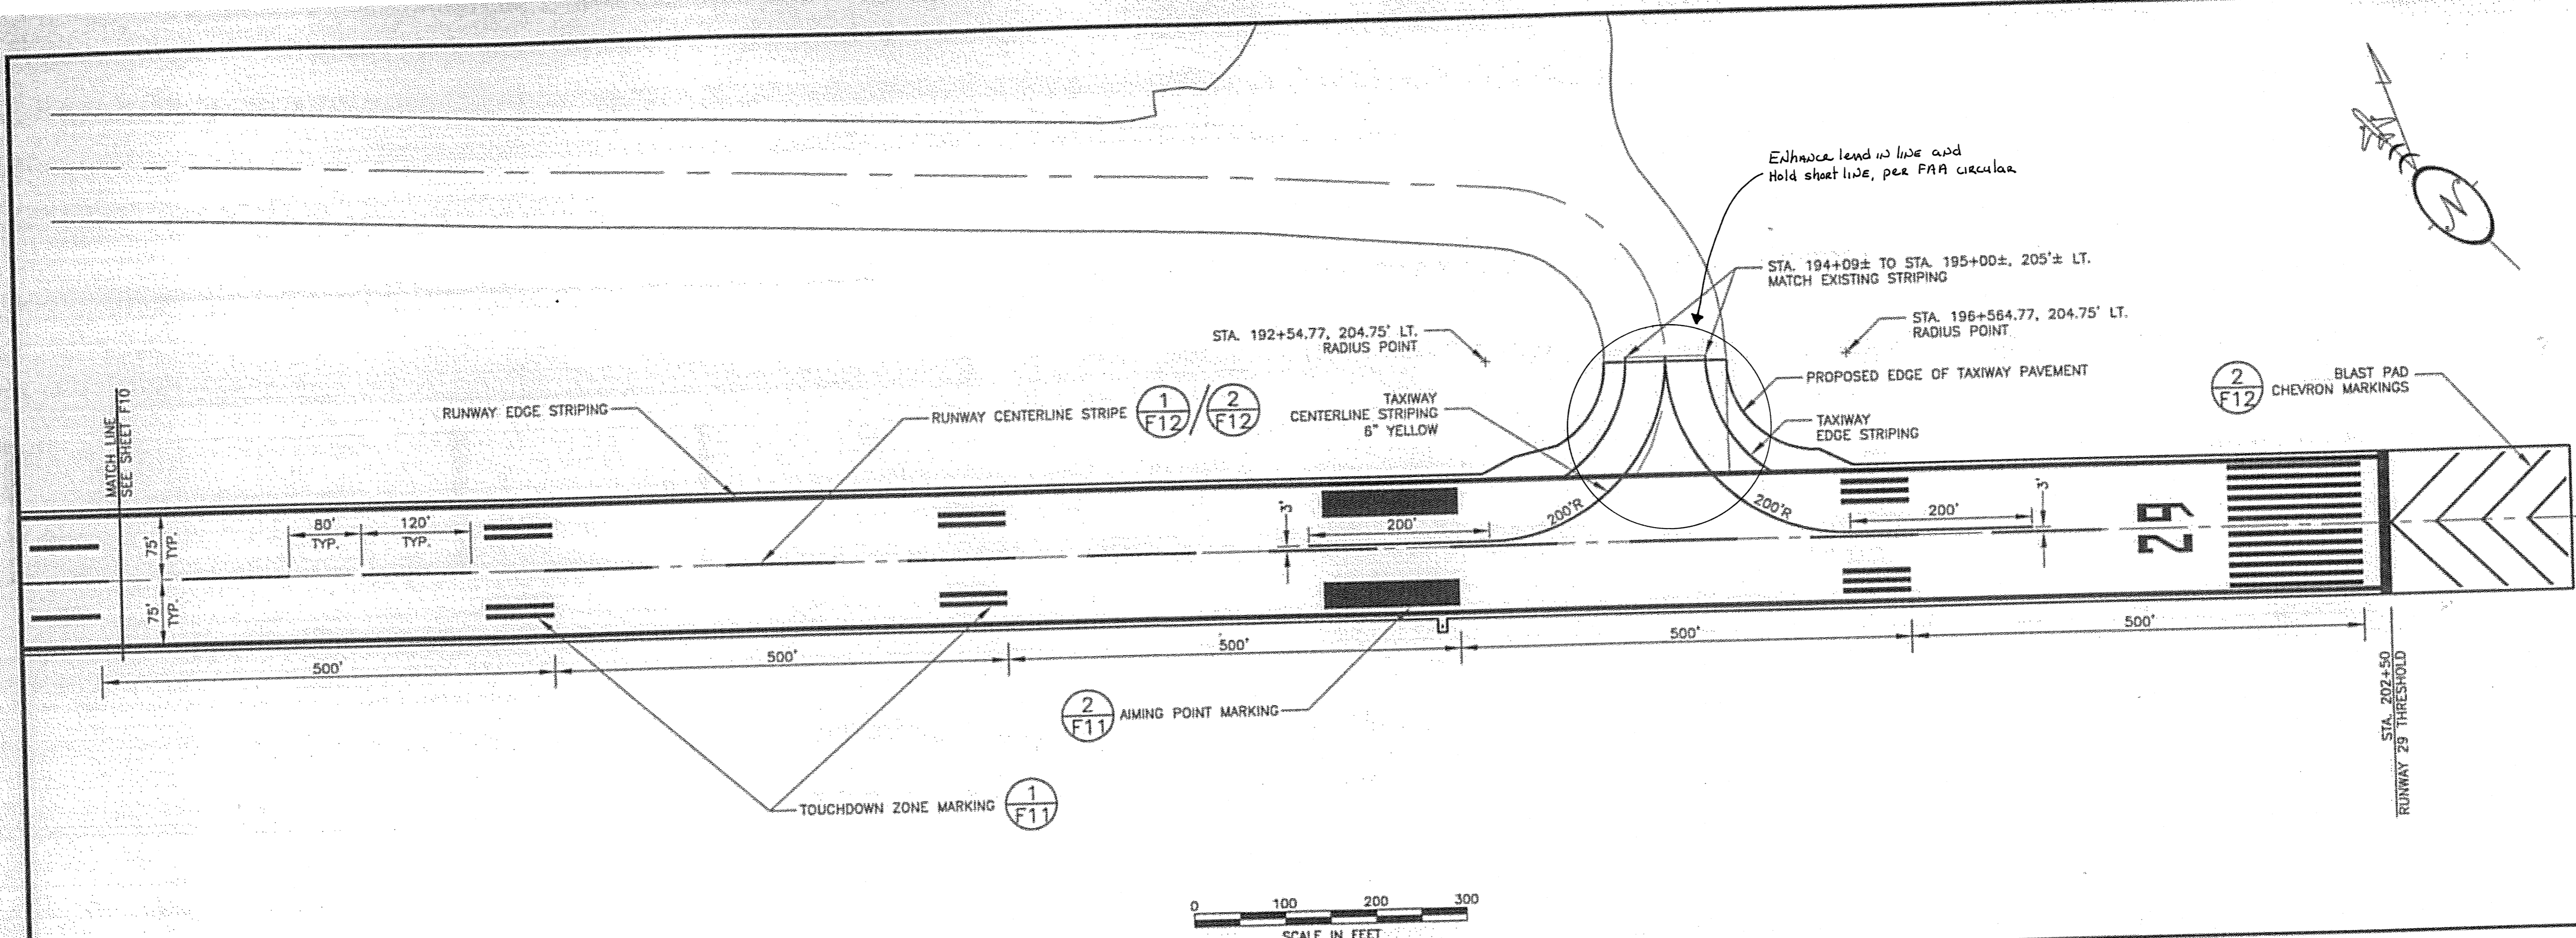 Enhance lead in line and
Hold short line, per FAA circular
STA. 194+09± TO STA. 195+00±, 205'± LT.
MATCH EXISTING STRIPING
STA. 192+54.77, 204.75' LT.
RADIUS POINT
STA. 196+564.77, 204.75' LT.
RADIUS POINT
N
MATCH LINE
SEE SHEET F10
RUNWAY EDGE STRIPING
RUNWAY CENTERLINE STRIPE
1
F12
/
2
F12
TAXIWAY
CENTERLINE STRIPING
6" YELLOW
PROPOSED EDGE OF TAXIWAY PAVEMENT
TAXIWAY
EDGE STRIPING
2
F12
BLAST PAD
CHEVRON MARKINGS
75'
TYP.
75'
TYP.
80'
TYP.
120'
TYP.
3'
200'
200'R
200'R
200'
3'
29
500'
500'
500'
500'
500'
2
F11
AIMING POINT MARKING
TOUCHDOWN ZONE MARKING
1
F11
STA. 202+50
RUNWAY 29 THRESHOLD
0 100 200 300
SCALE IN FEET